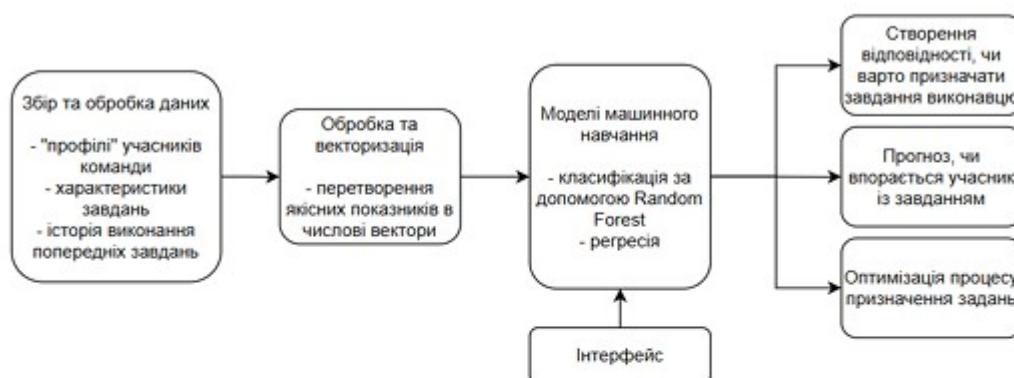 Збір та обробка даних
- "профілі" учасників
команди
- характеристики
завдань
- історія виконання
попередніх завдань
Обробка та
векторизація
- перетворення
якісних показників в
числові вектори
Моделі машинного
навчання
- класифікація за
допомогою Random
Forest
- регресія
Інтерфейс
Створення
відповідності, чи
варто призначати
завдання виконавцю
Прогноз, чи
впорається учасник
із завданням
Оптимізація процесу
призначення задань